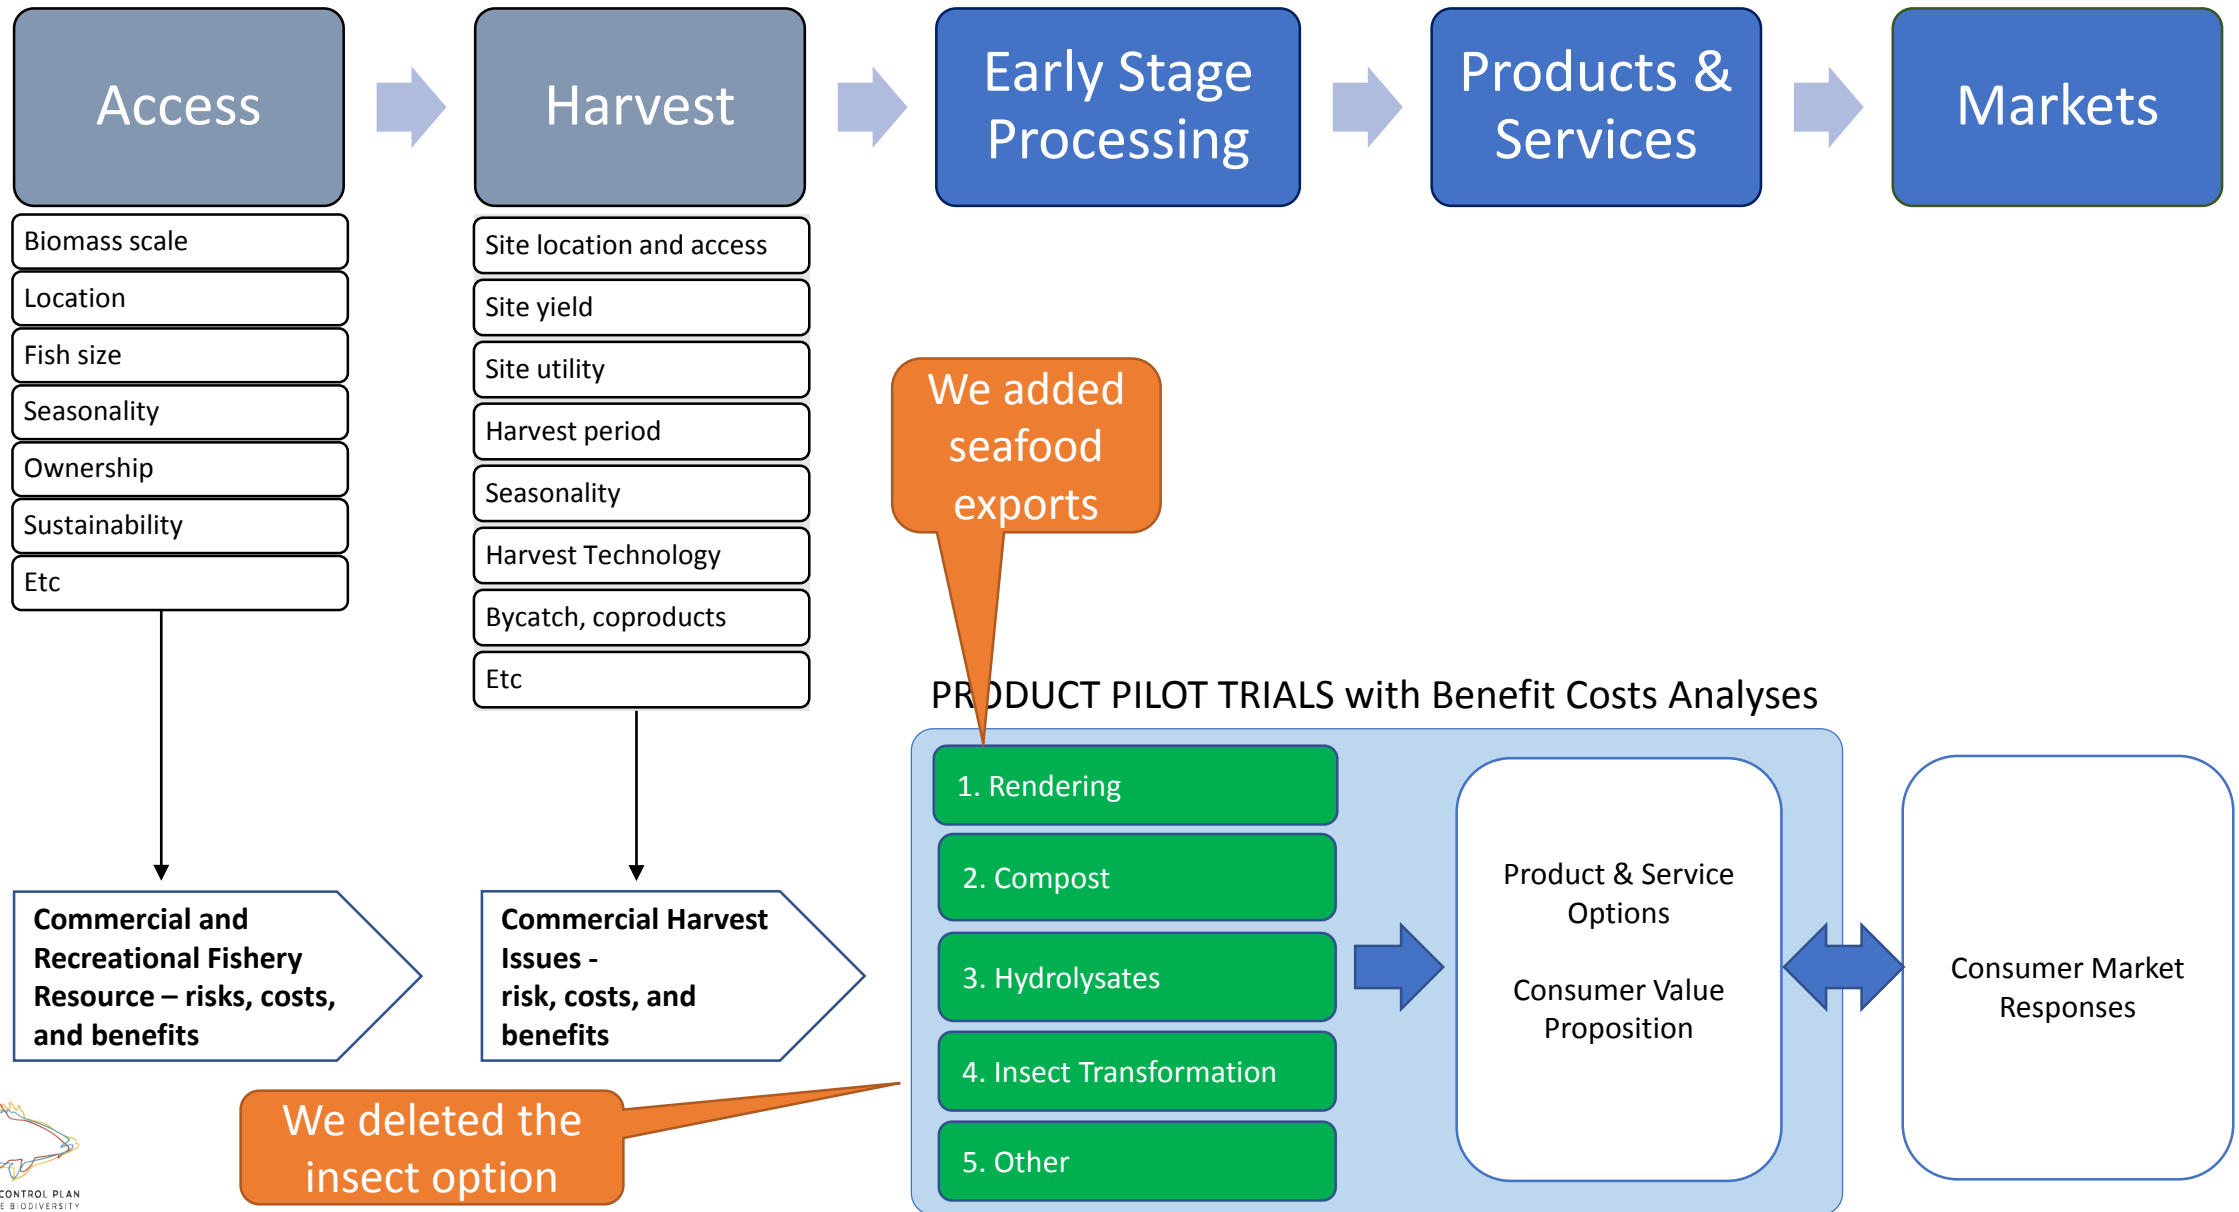 Access
Harvest
Early Stage
Processing
Products &
Services
Markets
Biomass scale
Location
Fish size
Seasonality
Ownership
Sustainability
Etc
Site location and access
Site yield
Site utility
Harvest period
Seasonality
Harvest Technology
Bycatch, coproducts
Etc
We added
seafood
exports
PRODUCT PILOT TRIALS with Benefit Costs Analyses
1. Rendering
2. Compost
3. Hydrolysates
4. Insect Transformation
5. Other
Product & Service
Options
Consumer Value
Proposition
Consumer Market
Responses
Commercial and
Recreational Fishery
Resource – risks, costs,
and benefits
Commercial Harvest
Issues -
risk, costs, and
benefits
We deleted the
insect option
CONTROL PLAN
E BIODIVERSITY